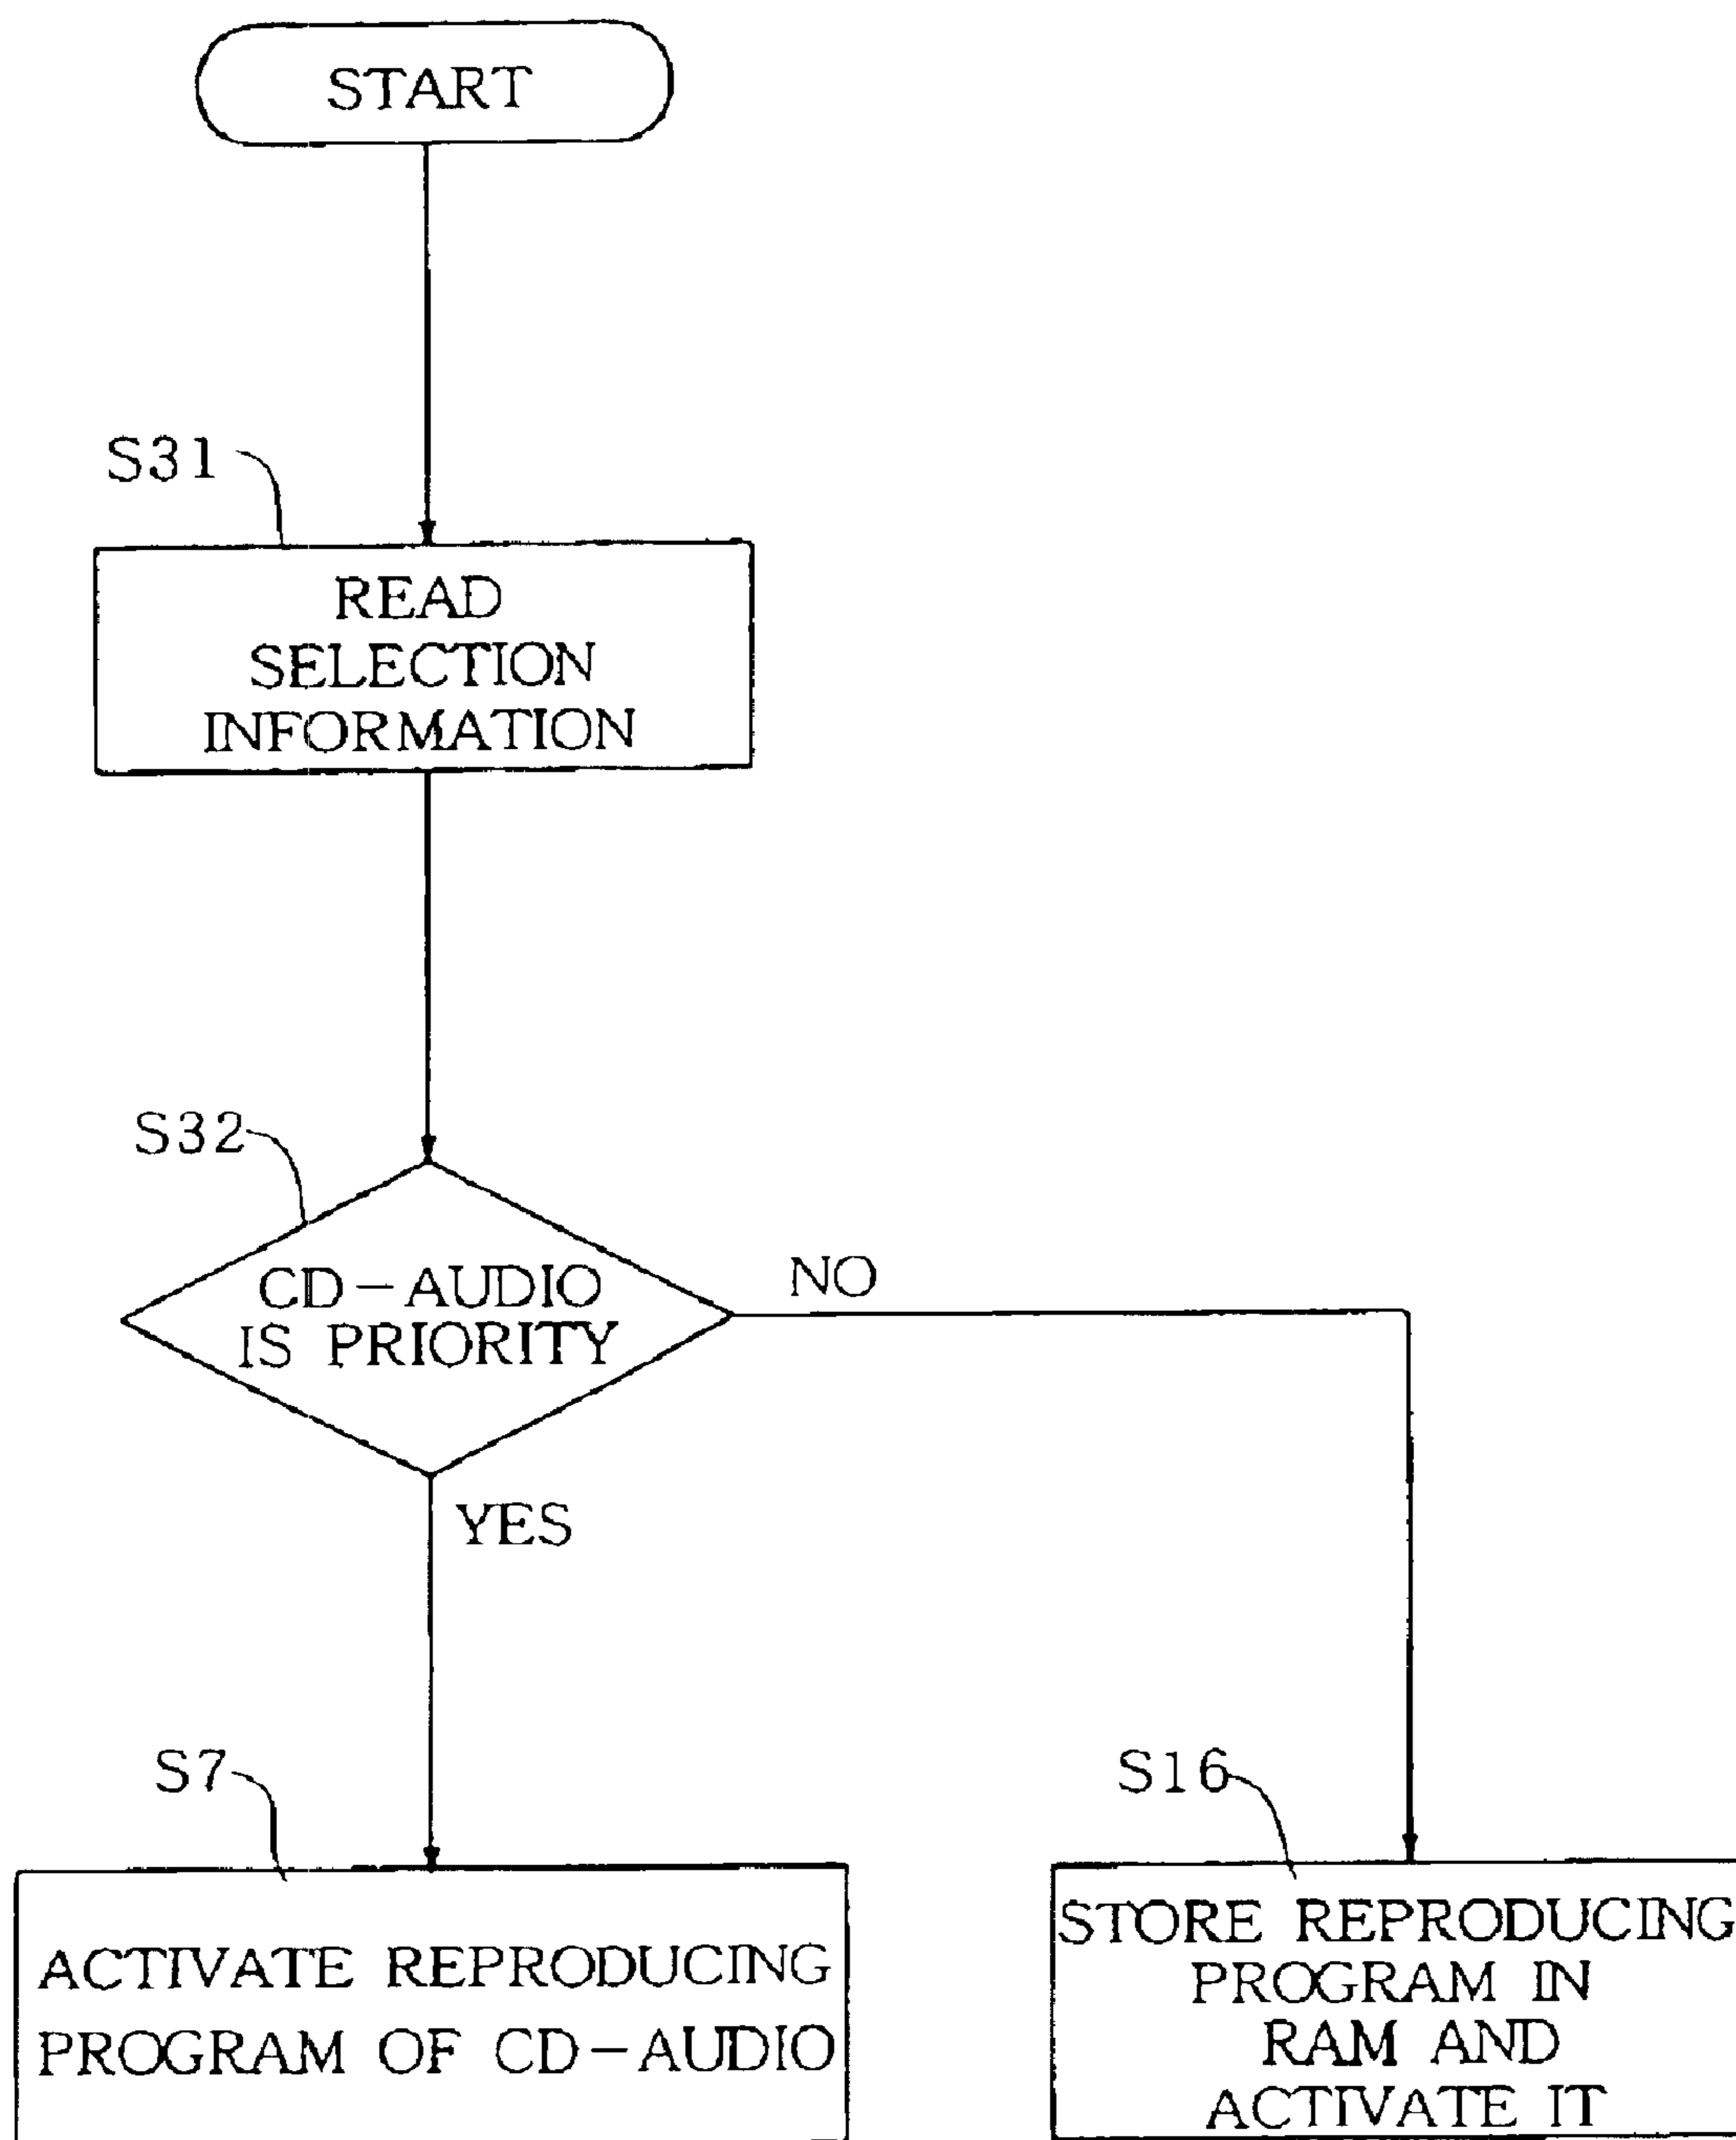 START
S31
READ
SELECTION
INFORMATION
S32
CD-AUDIO
IS PRIORITY
NO
YES
S7
ACTIVATE REPRODUCING
PROGRAM OF CD-AUDIO
S16
STORE REPRODUCING
PROGRAM IN
RAM AND
ACTIVATE IT